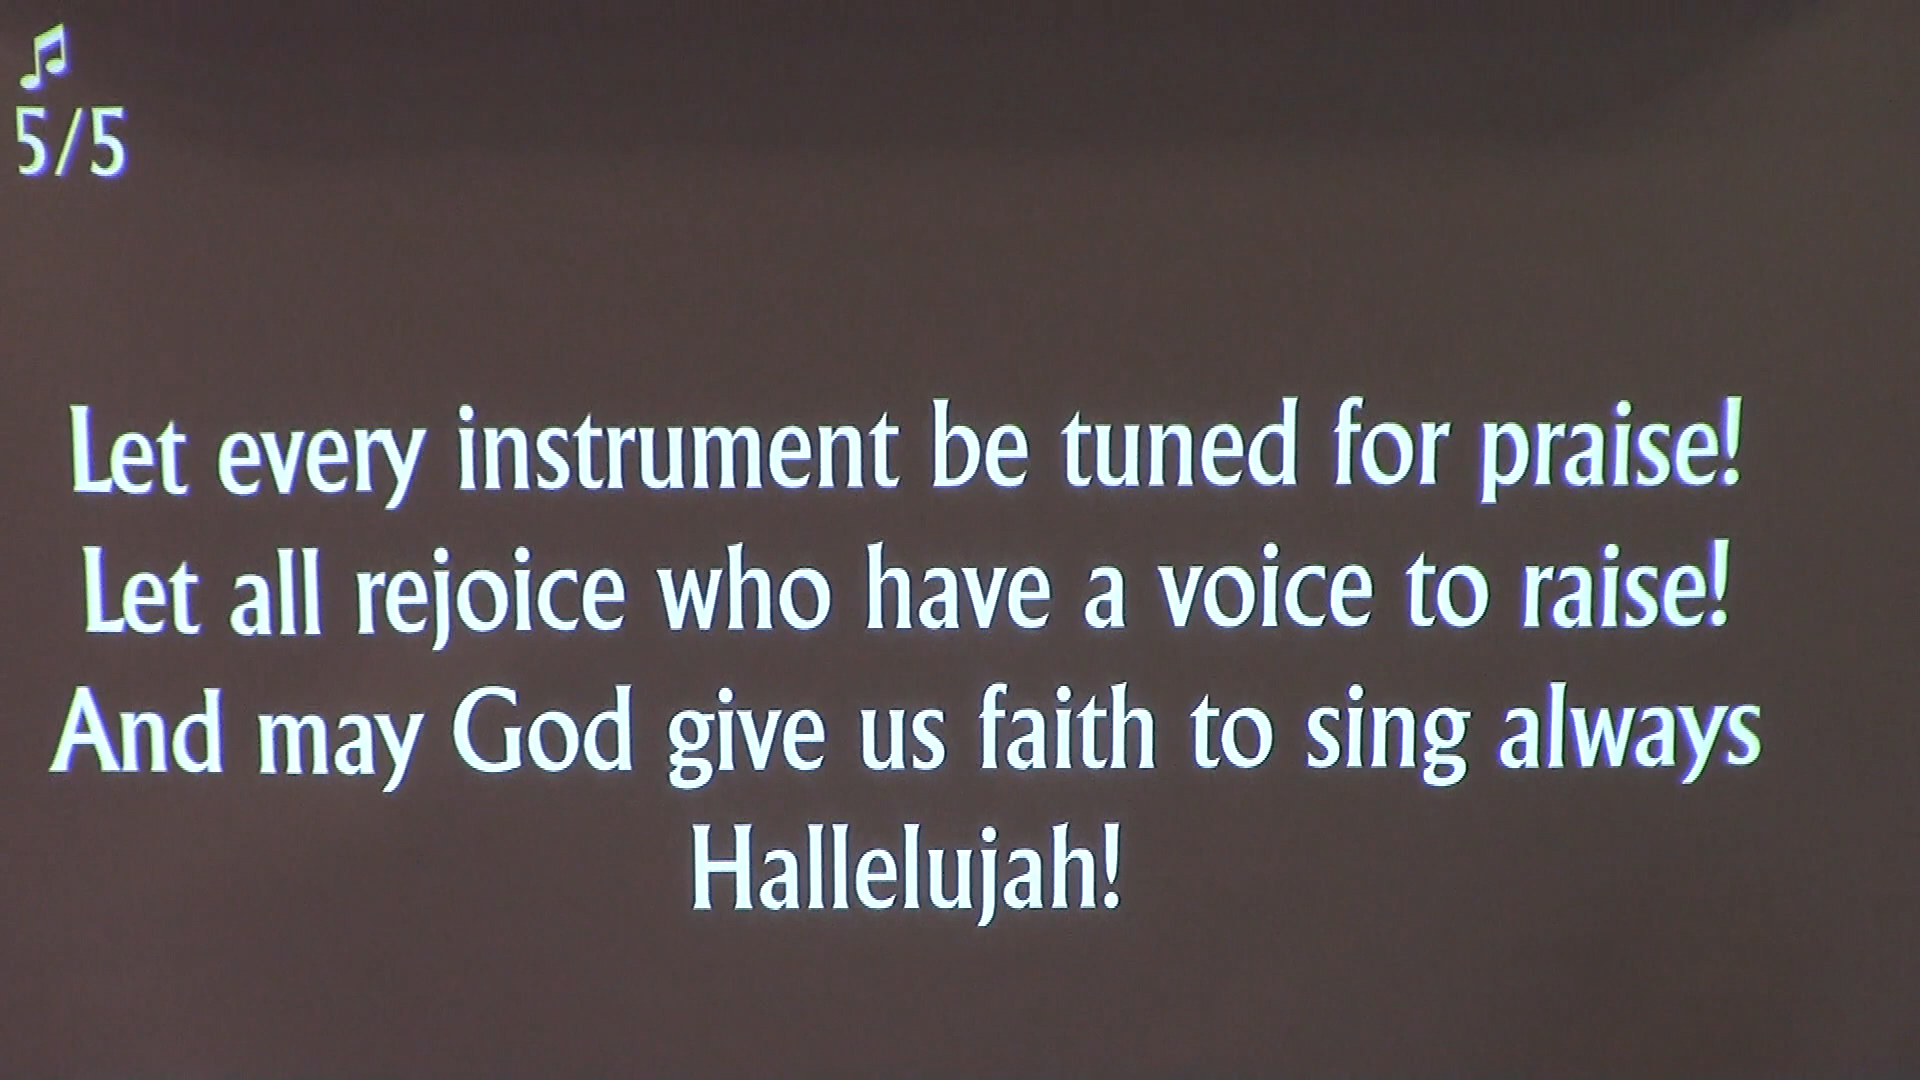 ♫
5/5
Let every instrument be tuned for praise!
Let all rejoice who have a voice to raise!
And may God give us faith to sing always
Hallelujah!